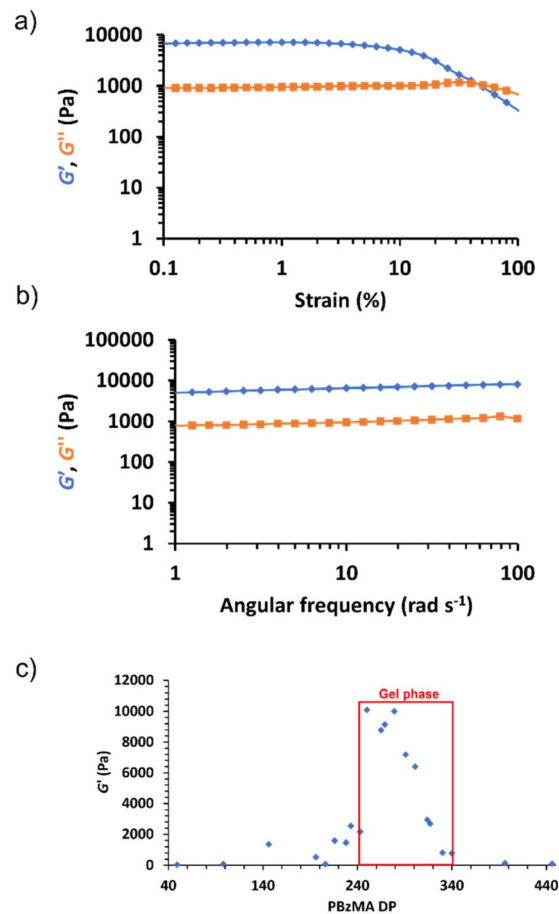 a)
10000
1000
100
10
1
G', G'' (Pa)
0.1 1 10 100
Strain (%)
b)
100000
10000
1000
100
10
1
G', G'' (Pa)
1 10 100
Angular frequency (rad s⁻¹)
c)
12000
10000
8000
6000
4000
2000
0
G' (Pa)
Gel phase
40 140 240 340 440
PBzMA DP